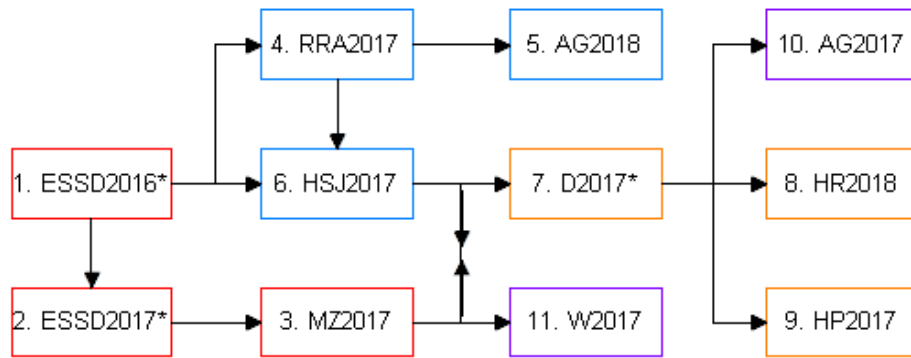 4. RRA2017
5. AG2018
10. AG2017
1. ESSD2016*
6. HSJ2017
7. D2017*
8. HR2018
2. ESSD2017*
3. MZ2017
11. W2017
9. HP2017